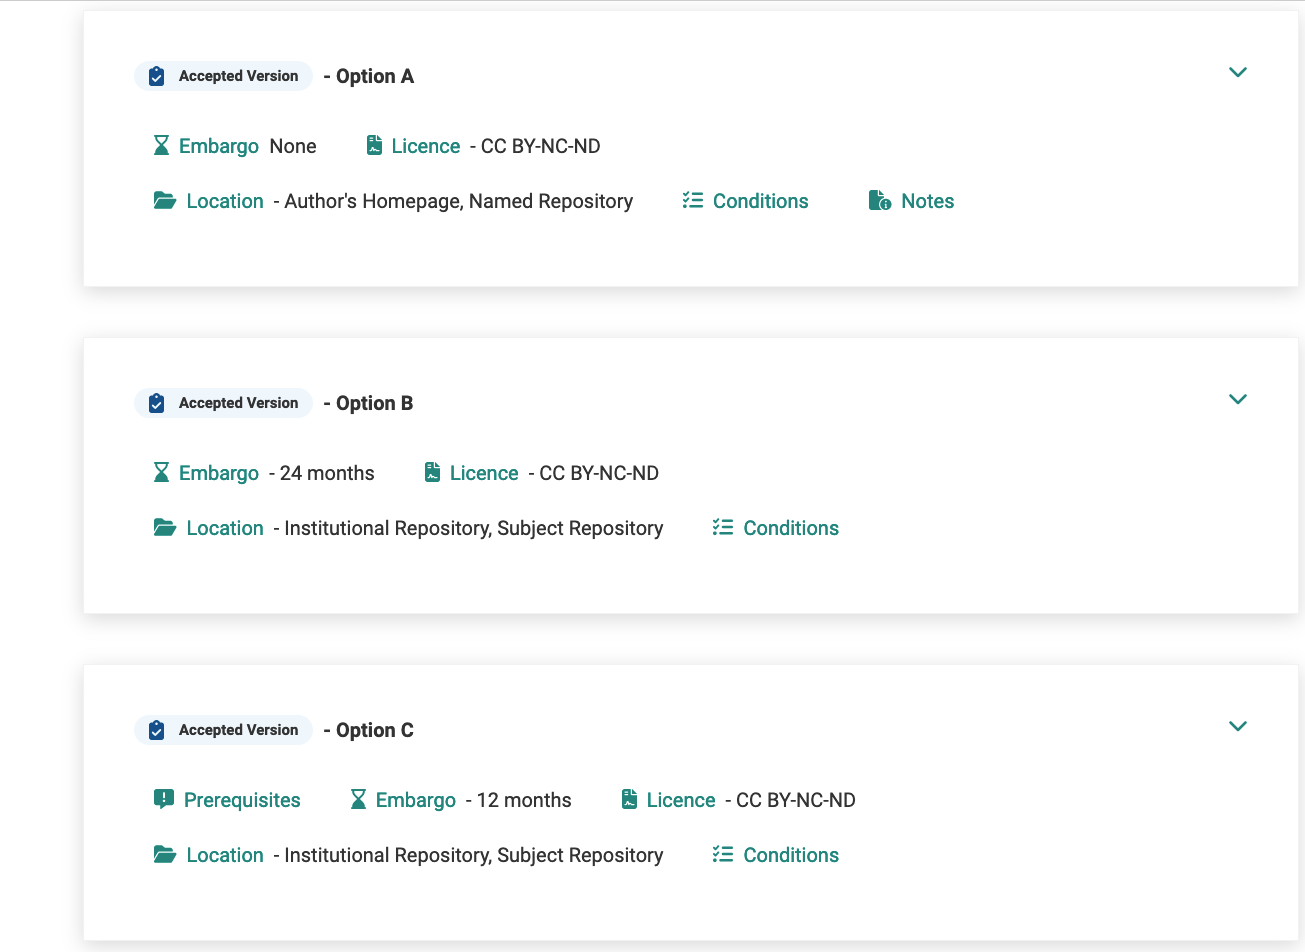 Accepted Version - Option A
Embargo None Licence - CC BY-NC-ND
Location - Author's Homepage, Named Repository Conditions Notes
Accepted Version - Option B
Embargo - 24 months Licence - CC BY-NC-ND
Location - Institutional Repository, Subject Repository Conditions
Accepted Version - Option C
Prerequisites Embargo - 12 months Licence - CC BY-NC-ND
Location - Institutional Repository, Subject Repository Conditions